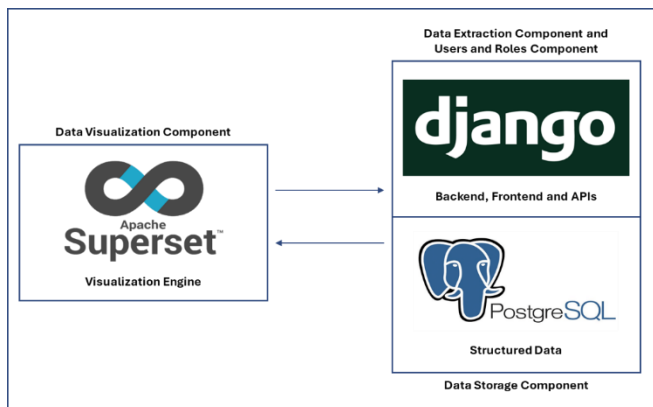 Data Extraction Component and
Users and Roles Component
django
Backend, Frontend and APIs
Data Visualization Component
Apache
Superset™
Visualization Engine
PostgreSQL
Structured Data
Data Storage Component